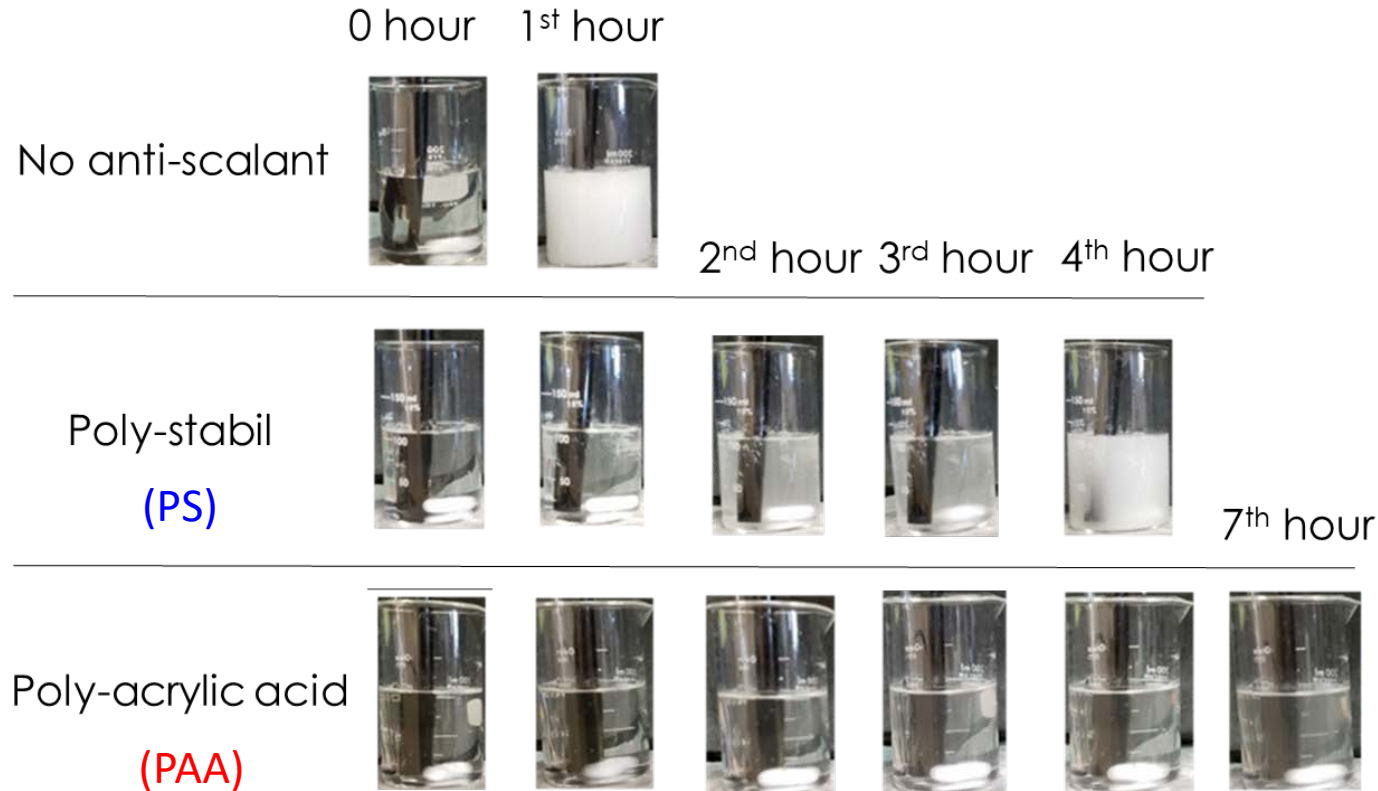 0 hour 1st hour
No anti-scalant
2nd hour 3rd hour 4th hour
Poly-stabil
(PS)
7th hour
Poly-acrylic acid
(PAA)